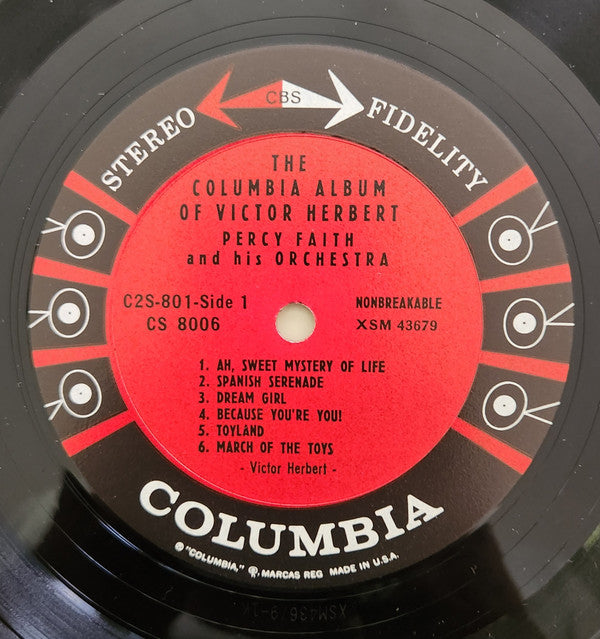 STEREO CBS FIDELITY
THE
COLUMBIA ALBUM
OF VICTOR HERBERT
PERCY FAITH
and his ORCHESTRA
C2S-801-Side 1 NONBREAKABLE
CS 8006 XSM 43679
1. AH, SWEET MYSTERY OF LIFE
2. SPANISH SERENADE
3. DREAM GIRL
4. BECAUSE YOU'RE YOU!
5. TOYLAND
6. MARCH OF THE TOYS
- Victor Herbert -
COLUMBIA
® "COLUMBIA," ®, MARCAS REG MADE IN U.S.A.